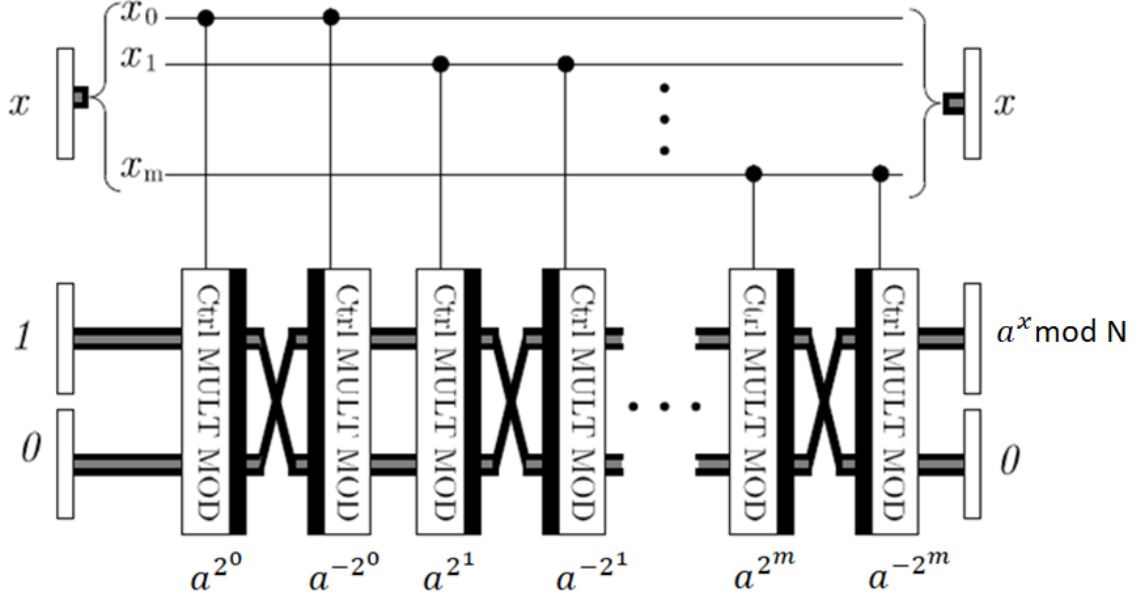 x₀
x₁
x x
xₘ
Ctrl MULT MOD Ctrl MULT MOD Ctrl MULT MOD Ctrl MULT MOD Ctrl MULT MOD Ctrl MULT MOD
1 aˣ mod N
0 0
a^{2^0} a^{-2^0} a^{2^1} a^{-2^1} a^{2^m} a^{-2^m}